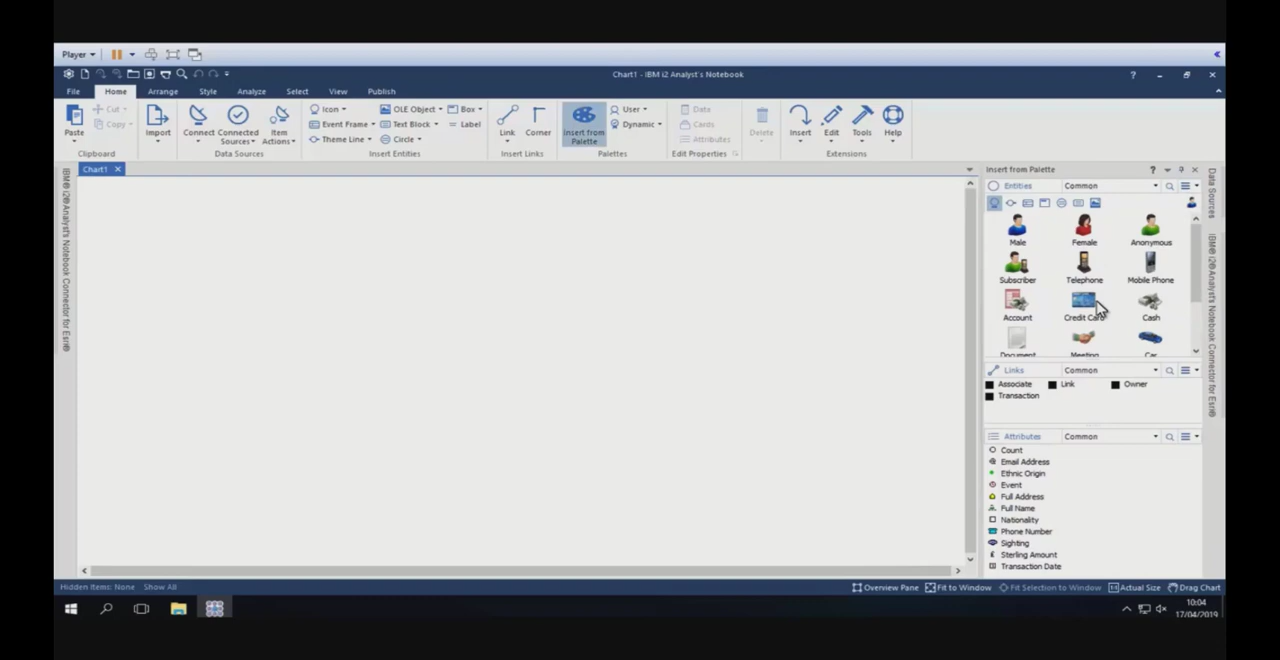 Player
Chart1 - IBM i2 Analyst's Notebook
File Home Arrange Style Analyze Select View Publish
Cut Icon OLE Object Box User Data
Paste Copy Import Connect Connected Sources Item Actions Event Frame Text Block Label Link Corner Insert from Palette Dynamic Cards Delete Insert Edit Tools Help
Theme Line Circle Attributes
Clipboard Data Sources Insert Entities Insert Links Palettes Edit Properties Extensions
Chart1 Insert from Palette
IBM® i2® Analyst's Notebook Connector for Esri®
Data Sources
IBM® i2® Analyst's Notebook Connector for Esri®
Entities Common
Male Female Anonymous
Subscriber Telephone Mobile Phone
Account Credit Card Cash
Document Meeting Car
Links Common
Associate Link Owner
Transaction
Attributes Common
Count
Email Address
Ethnic Origin
Event
Full Address
Full Name
Nationality
Phone Number
Sighting
Sterling Amount
Transaction Date
Hidden Items: None Show All Overview Pane Fit to Window Fit Selection to Window Actual Size Drag Chart
10:04
17/04/2019